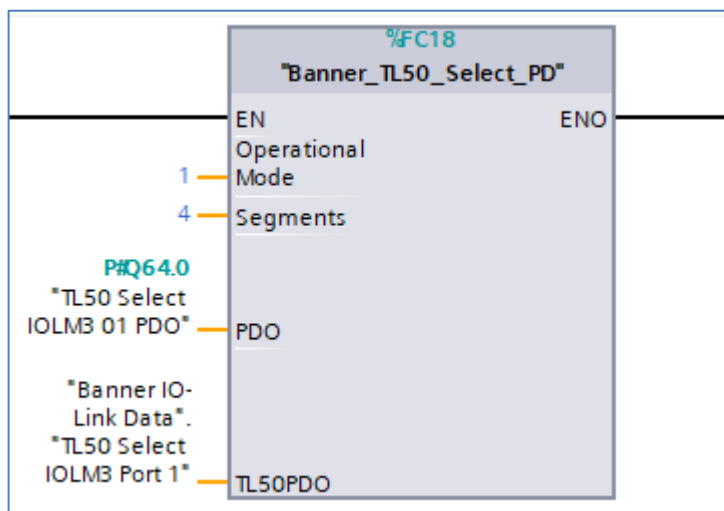 %FC18
"Banner_TL50_Select_PD"
EN
ENO
Operational
1
Mode
4
Segments
P#Q64.0
"TL50 Select
IOLM3 01 PDO"
PDO
"Banner IO-
Link Data".
"TL50 Select
IOLM3 Port 1"
TL50PDO